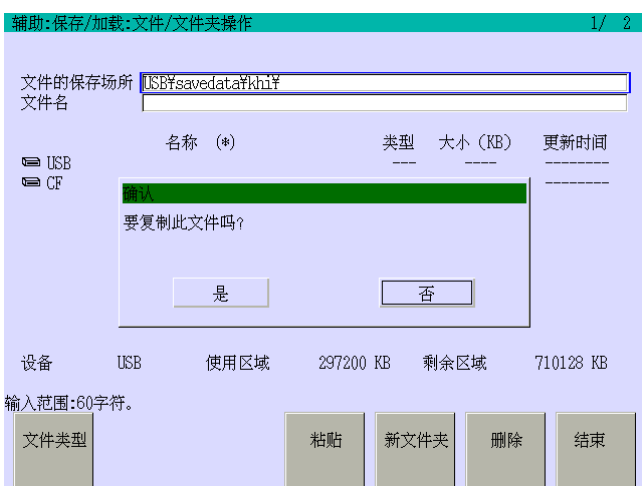 辅助:保存/加载:文件/文件夹操作 1/ 2
文件的保存场所 USB¥savedata¥khi¥
文件名
名称 (*) 类型 大小 (KB) 更新时间
USB --- ---- --------
CF --------
确认
要复制此文件吗?
是 否
设备 USB 使用区域 297200 KB 剩余区域 710128 KB
输入范围:60字符。
文件类型 粘贴 新文件夹 删除 结束